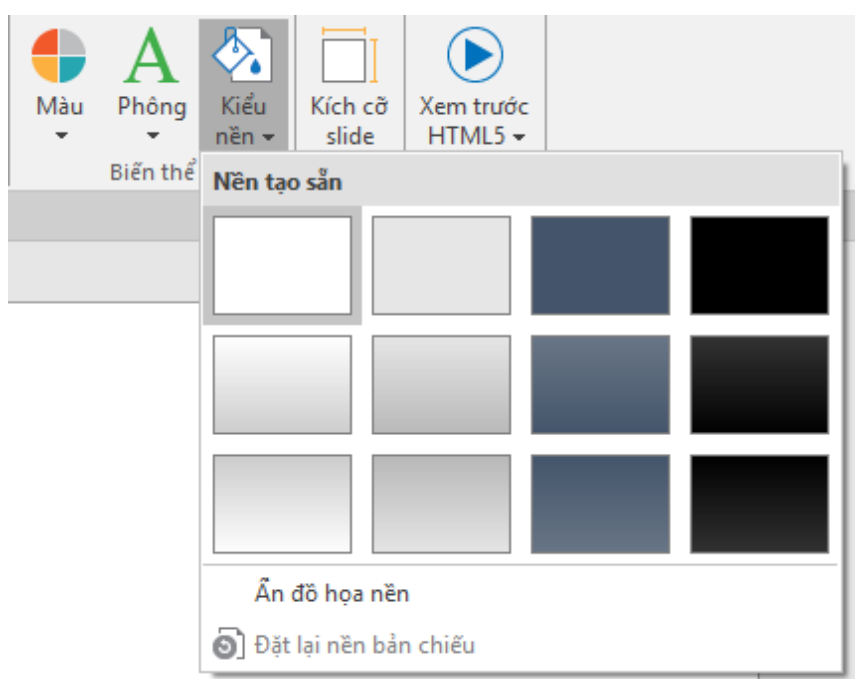 Màu
Phông
Kiểu
nền
Kích cỡ
slide
Xem trước
HTML5
Biến thể
Nền tạo sẵn
Ẩn đồ họa nền
Đặt lại nền bản chiếu